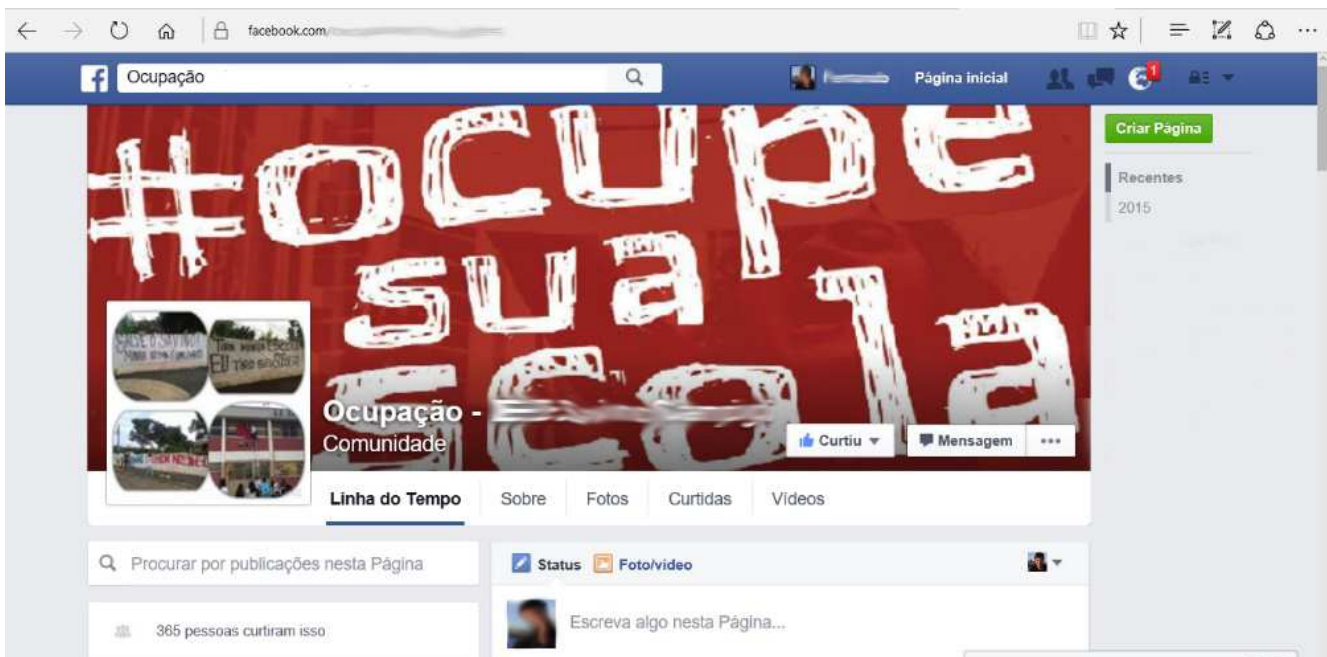 facebook.com/
f Ocupação
Página inicial
1
Criar Página
Recentes
2015
#ocupe
sua
escola
Ocupação -
Comunidade
Curtiu
Mensagem
Linha do Tempo Sobre Fotos Curtidas Vídeos
Procurar por publicações nesta Página
Status Foto/vídeo
Escreva algo nesta Página...
365 pessoas curtiram isso